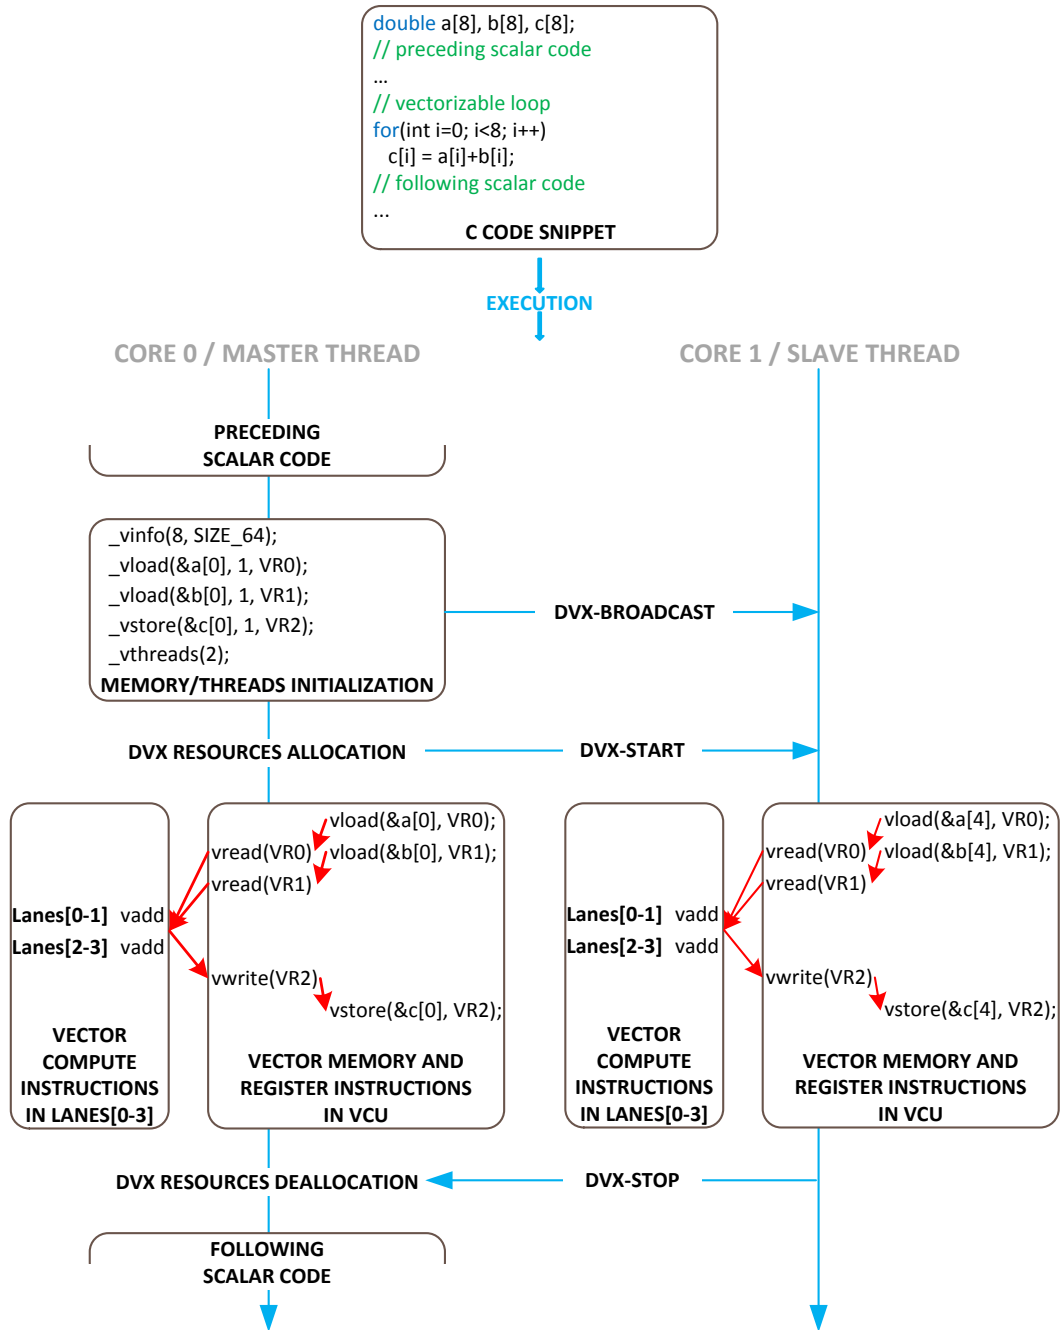 double a[8], b[8], c[8];
// preceding scalar code
...
// vectorizable loop
for(int i=0; i<8; i++)
c[i] = a[i]+b[i];
// following scalar code
...
C CODE SNIPPET
EXECUTION
CORE 0 / MASTER THREAD
CORE 1 / SLAVE THREAD
PRECEDING
SCALAR CODE
_vinfo(8, SIZE_64);
_vload(&a[0], 1, VR0);
_vload(&b[0], 1, VR1);
_vstore(&c[0], 1, VR2);
_vthreads(2);
MEMORY/THREADS INITIALIZATION
DVX-BROADCAST
DVX RESOURCES ALLOCATION
DVX-START
vload(&a[0], VR0);
vread(VR0)
vload(&b[0], VR1);
vread(VR1)
Lanes[0-1] vadd
Lanes[2-3] vadd
vwrite(VR2)
vstore(&c[0], VR2);
VECTOR
COMPUTE
INSTRUCTIONS
IN LANES[0-3]
VECTOR MEMORY AND
REGISTER INSTRUCTIONS
IN VCU
vload(&a[4], VR0);
vread(VR0)
vload(&b[4], VR1);
vread(VR1)
Lanes[0-1] vadd
Lanes[2-3] vadd
vwrite(VR2)
vstore(&c[4], VR2);
VECTOR
COMPUTE
INSTRUCTIONS
IN LANES[0-3]
VECTOR MEMORY AND
REGISTER INSTRUCTIONS
IN VCU
DVX RESOURCES DEALLOCATION
DVX-STOP
FOLLOWING
SCALAR CODE